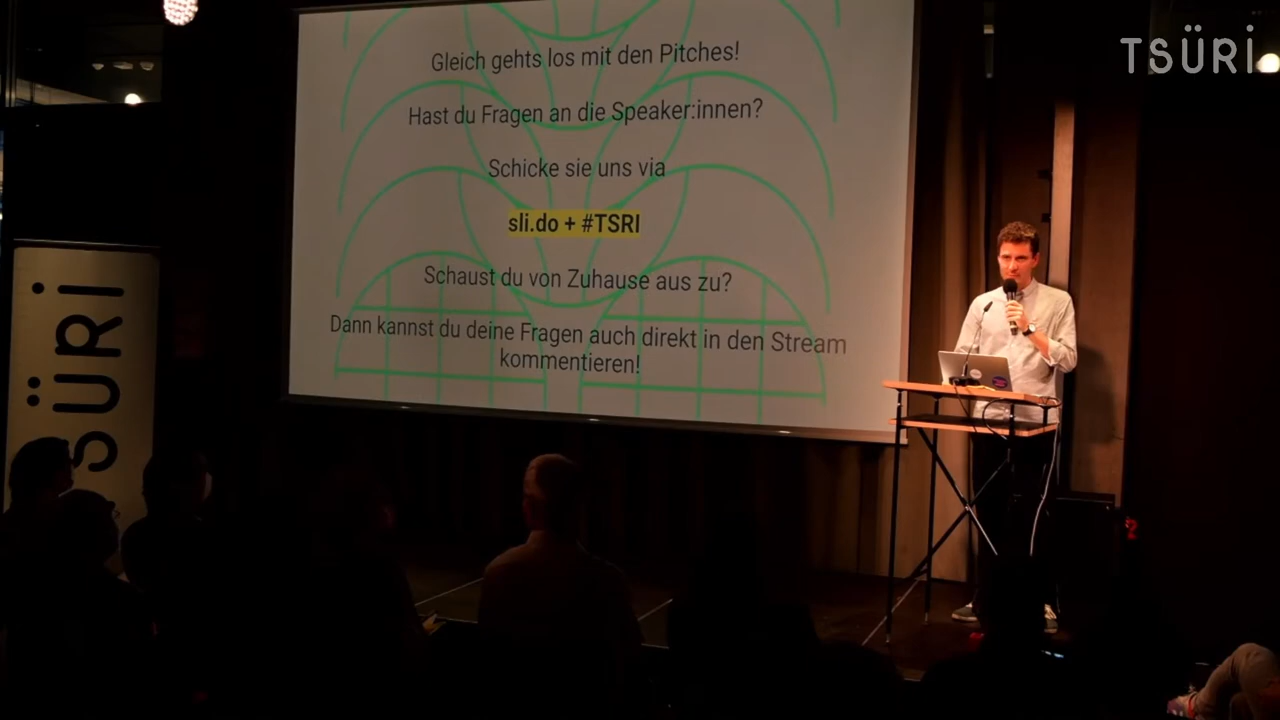 TSÜRİ
Gleich gehts los mit den Pitches!
Hast du Fragen an die Speaker:innen?
Schicke sie uns via
sli.do + #TSRI
Schaust du von Zuhause aus zu?
Dann kannst du deine Fragen auch direkt in den Stream
kommentieren!
SÜRİ